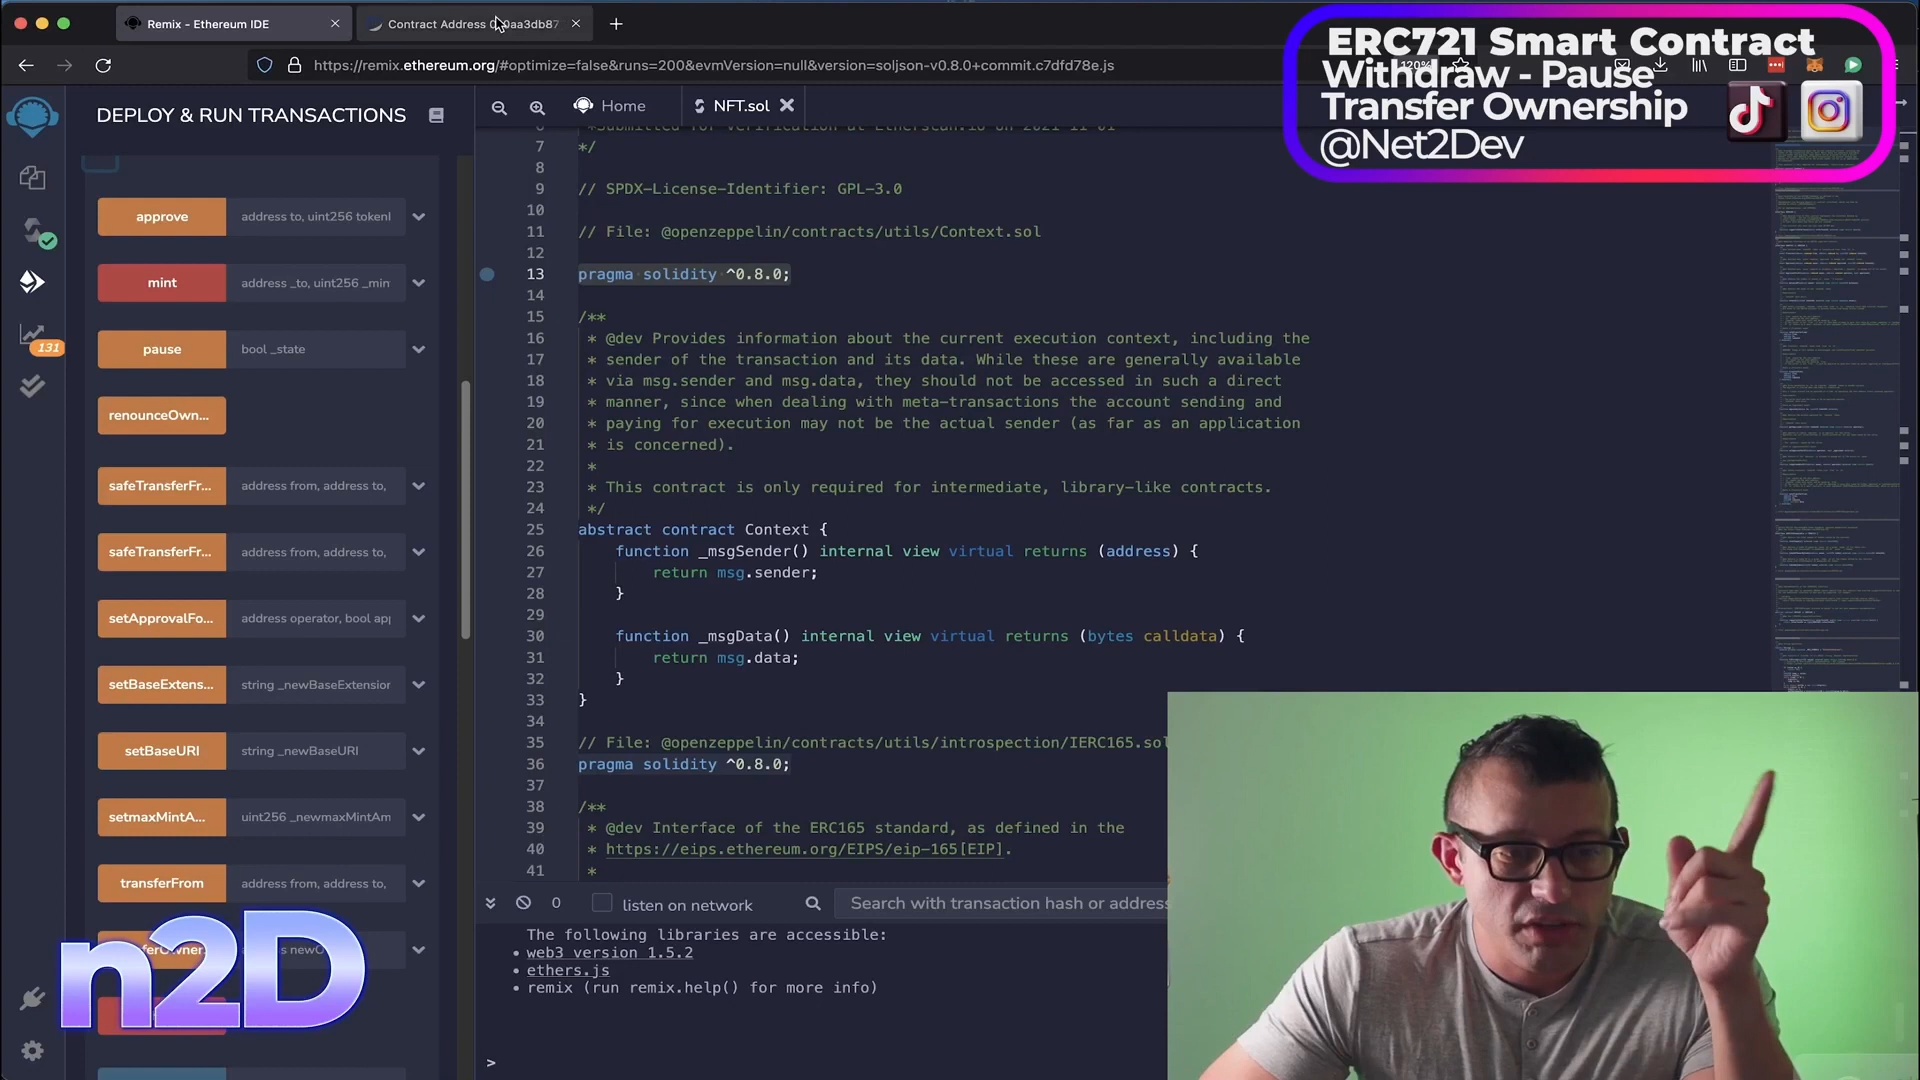 Remix - Ethereum IDE
Contract Address
ERC721 Smart Contract
Withdraw - Pause
Transfer Ownership
@Net2Dev
https://remix.ethereum.org/#optimize=false&runs=200&evmVersion=null&version=soljson-v0.8.0+commit.c7dfd78e.js
120%
DEPLOY & RUN TRANSACTIONS
Home
NFT.sol
approve
address to, uint256 tokenI
mint
address _to, uint256 _min
pause
bool _state
renounceOwn...
safeTransferFr...
address from, address to,
safeTransferFr...
address from, address to,
setApprovalFo...
address operator, bool app
setBaseExtens...
string _newBaseExtension
setBaseURI
string _newBaseURI
setmaxMintA...
uint256 _newmaxMintAm
transferFrom
address from, address to,
131
n2D
6 *Submitted for verification at Etherscan.io on 2021-11-01
7 */
8
9 // SPDX-License-Identifier: GPL-3.0
10
11 // File: @openzeppelin/contracts/utils/Context.sol
12
13 pragma solidity ^0.8.0;
14
15 /**
16 * @dev Provides information about the current execution context, including the
17 * sender of the transaction and its data. While these are generally available
18 * via msg.sender and msg.data, they should not be accessed in such a direct
19 * manner, since when dealing with meta-transactions the account sending and
20 * paying for execution may not be the actual sender (as far as an application
21 * is concerned).
22 *
23 * This contract is only required for intermediate, library-like contracts.
24 */
25 abstract contract Context {
26 function _msgSender() internal view virtual returns (address) {
27 return msg.sender;
28 }
29
30 function _msgData() internal view virtual returns (bytes calldata) {
31 return msg.data;
32 }
33 }
34
35 // File: @openzeppelin/contracts/utils/introspection/IERC165.sol
36 pragma solidity ^0.8.0;
37
38 /**
39 * @dev Interface of the ERC165 standard, as defined in the
40 * https://eips.ethereum.org/EIPS/eip-165[EIP].
41 *
0
listen on network
Search with transaction hash or address
The following libraries are accessible:
• web3 version 1.5.2
• ethers.js
• remix (run remix.help() for more info)
>